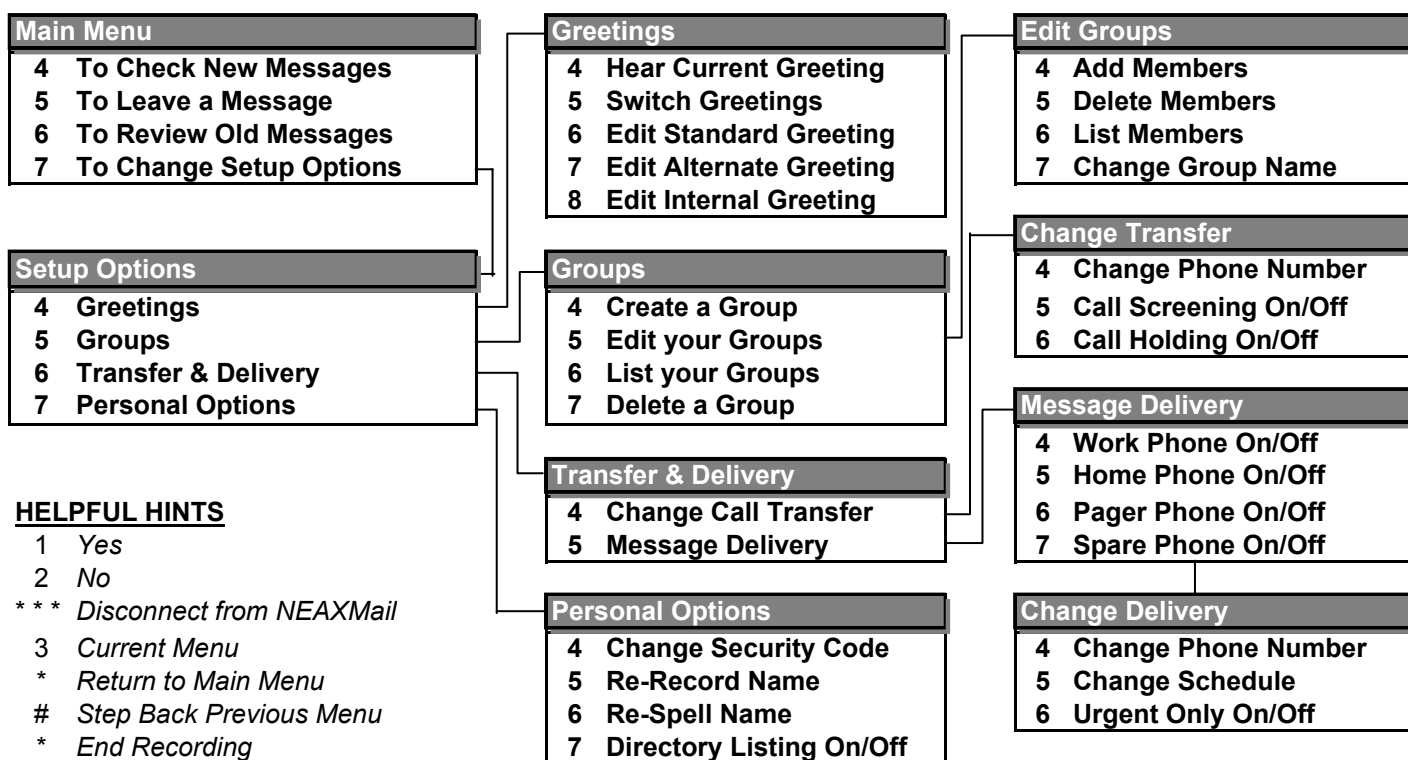 Main Menu
4 To Check New Messages
5 To Leave a Message
6 To Review Old Messages
7 To Change Setup Options
Setup Options
4 Greetings
5 Groups
6 Transfer & Delivery
7 Personal Options
HELPFUL HINTS
1 Yes
2 No
* * * Disconnect from NEAXMail
3 Current Menu
* Return to Main Menu
# Step Back Previous Menu
* End Recording
Greetings
4 Hear Current Greeting
5 Switch Greetings
6 Edit Standard Greeting
7 Edit Alternate Greeting
8 Edit Internal Greeting
Groups
4 Create a Group
5 Edit your Groups
6 List your Groups
7 Delete a Group
Transfer & Delivery
4 Change Call Transfer
5 Message Delivery
Personal Options
4 Change Security Code
5 Re-Record Name
6 Re-Spell Name
7 Directory Listing On/Off
Edit Groups
4 Add Members
5 Delete Members
6 List Members
7 Change Group Name
Change Transfer
4 Change Phone Number
5 Call Screening On/Off
6 Call Holding On/Off
Message Delivery
4 Work Phone On/Off
5 Home Phone On/Off
6 Pager Phone On/Off
7 Spare Phone On/Off
Change Delivery
4 Change Phone Number
5 Change Schedule
6 Urgent Only On/Off